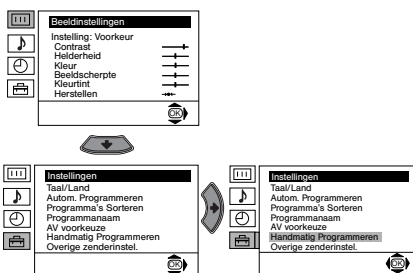 Beeldinstellingen
Instelling: Voorkeur
Contrast
Helderheid
Kleur
Beeldscherpte
Kleurtint
Herstellen
OK
Instellingen
Taal/Land
Autom. Programmeren
Programma's Sorteren
Programmanaam
AV voorkeuze
Handmatig Programmeren
Overige zenderinstel.
OK
Instellingen
Taal/Land
Autom. Programmeren
Programma's Sorteren
Programmanaam
AV voorkeuze
Handmatig Programmeren
Overige zenderinstel.
OK